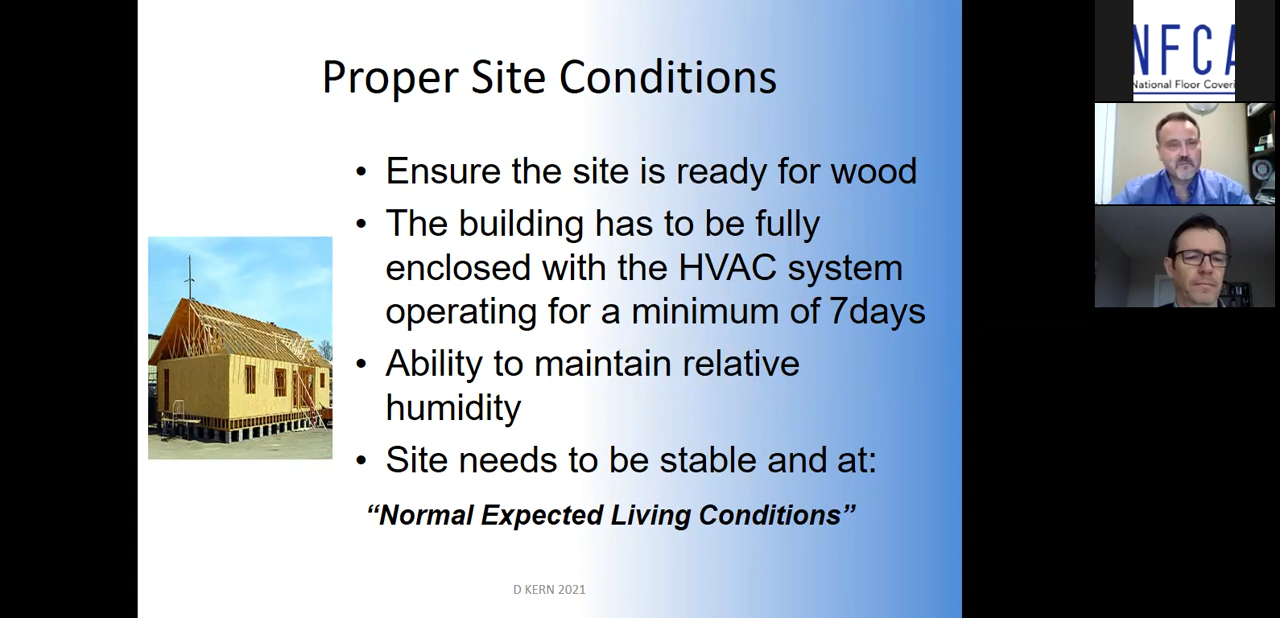 Proper Site Conditions
• Ensure the site is ready for wood
• The building has to be fully
enclosed with the HVAC system
operating for a minimum of 7days
• Ability to maintain relative
humidity
• Site needs to be stable and at:
“Normal Expected Living Conditions”
D KERN 2021
NFCA
National Floor Coveri